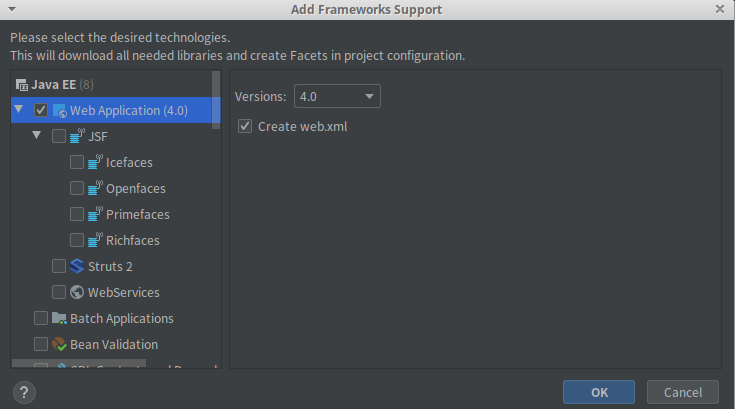 Add Frameworks Support
Please select the desired technologies.
This will download all needed libraries and create Facets in project configuration.
Java EE (8)
Web Application (4.0)
JSF
Icefaces
Openfaces
Primefaces
Richfaces
Struts 2
WebServices
Batch Applications
Bean Validation
Versions: 4.0
Create web.xml
?
OK
Cancel